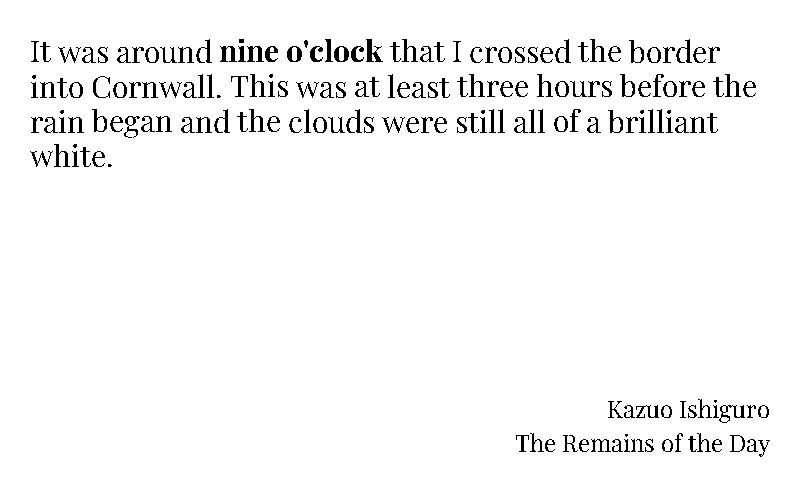 It was around nine o'clock that I crossed the border
into Cornwall. This was at least three hours before the
rain began and the clouds were still all of a brilliant
white.
Kazuo Ishiguro
The Remains of the Day